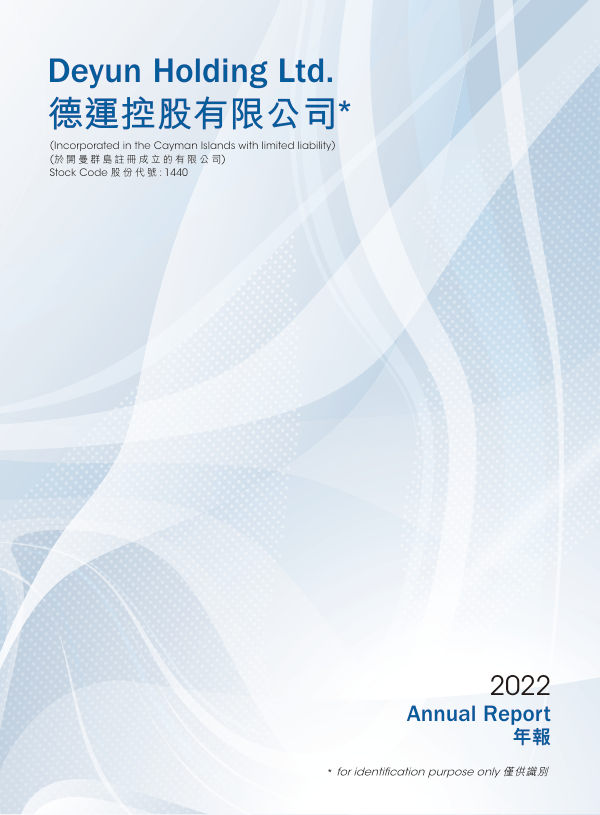 Deyun Holding Ltd.
德運控股有限公司*
(Incorporated in the Cayman Islands with limited liability)
(於開曼群島註冊成立的有限公司)
Stock Code 股份代號 : 1440
2022
Annual Report
年報
* for identification purpose only 僅供識別